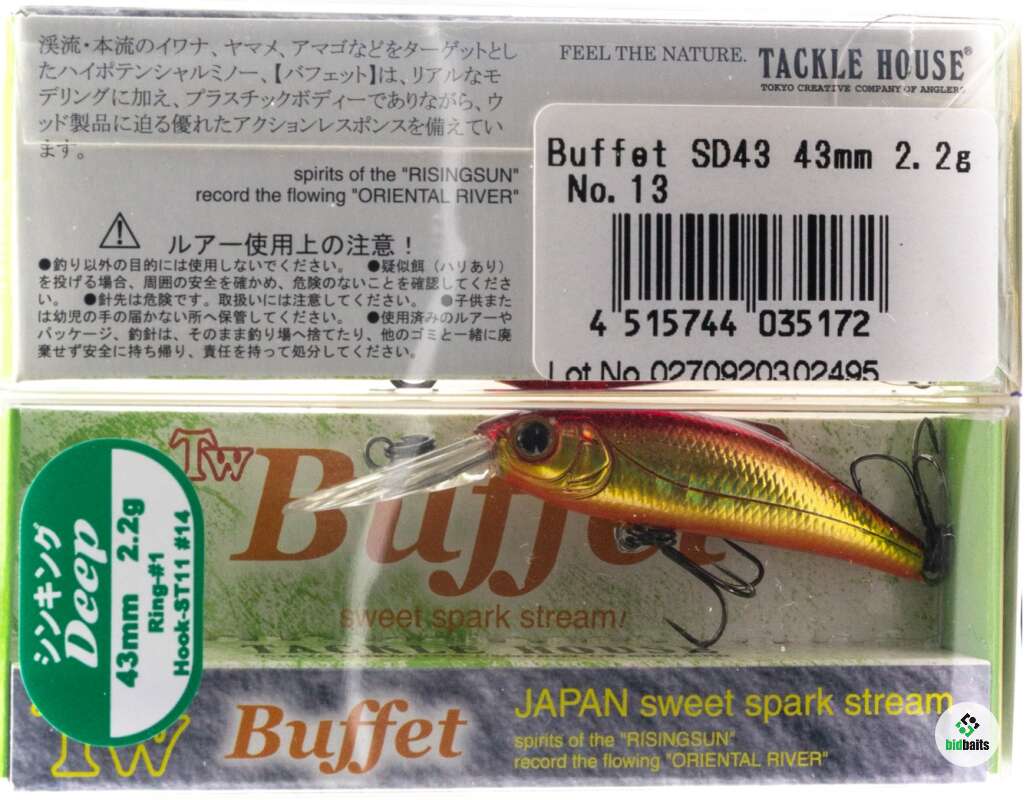 渓流・本流のイワナ、ヤマメ、アマゴなどをターゲットとし
たハイポテンシャルミノー、【バフェット】は、リアルなモ
デリングに加え、プラスチックボディーでありながら、ウ
ッド製品に迫る優れたアクションレスポンスを備えてい
ます。
spirits of the "RISINGSUN"
record the flowing "ORIENTAL RIVER"
ルアー使用上の注意！
●釣り以外の目的には使用しないでください。 ●疑似餌（ハリあり）
を投げる場合、周囲の安全を確かめ、危険のないことを確認してくださ
い。 ●針先は危険です。取扱いには注意してください。 ●子供また
は幼児の手の届かない所へ保管してください。 ●使用済みのルアーや
パッケージ、釣針は、そのまま釣り場へ捨てたり、他のゴミと一緒に廃
棄せず安全に持ち帰り、責任を持って処分してください。
FEEL THE NATURE. TACKLE HOUSE®
TOKYO CREATIVE COMPANY OF ANGLERS
Buffet SD43 43mm 2.2g
No.13
4 515744 035172
Lot No 0270920302495
シンキング
Deep
43mm 2.2g
Ring-#1
Hook-ST11 #14
Tw
Buffet
sweet spark stream!
TACKLE HOUSE
Tw
Buffet
JAPAN sweet spark stream
spirits of the "RISINGSUN"
record the flowing "ORIENTAL RIVER"
bidbaits